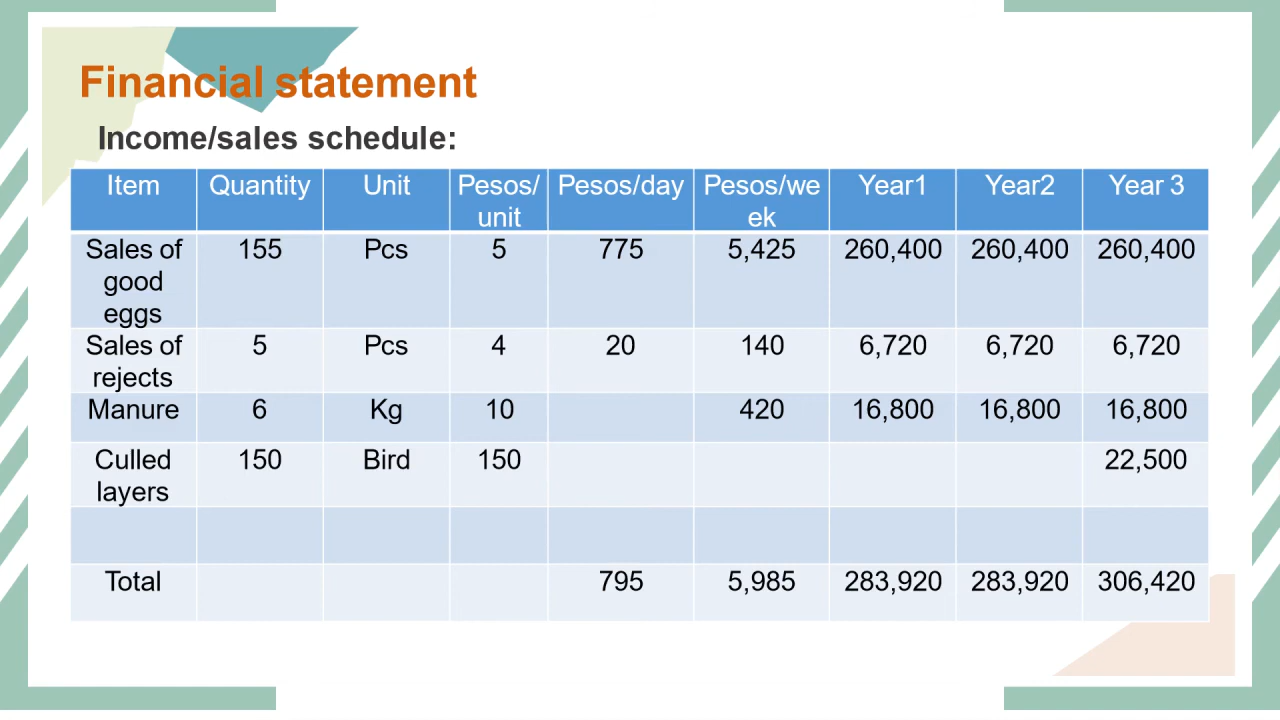 Financial statement
Income/sales schedule:
Item Quantity Unit Pesos/ unit Pesos/day Pesos/we ek Year1 Year2 Year 3
Sales of good eggs 155 Pcs 5 775 5,425 260,400 260,400 260,400
Sales of rejects 5 Pcs 4 20 140 6,720 6,720 6,720
Manure 6 Kg 10 420 16,800 16,800 16,800
Culled layers 150 Bird 150 22,500
Total 795 5,985 283,920 283,920 306,420